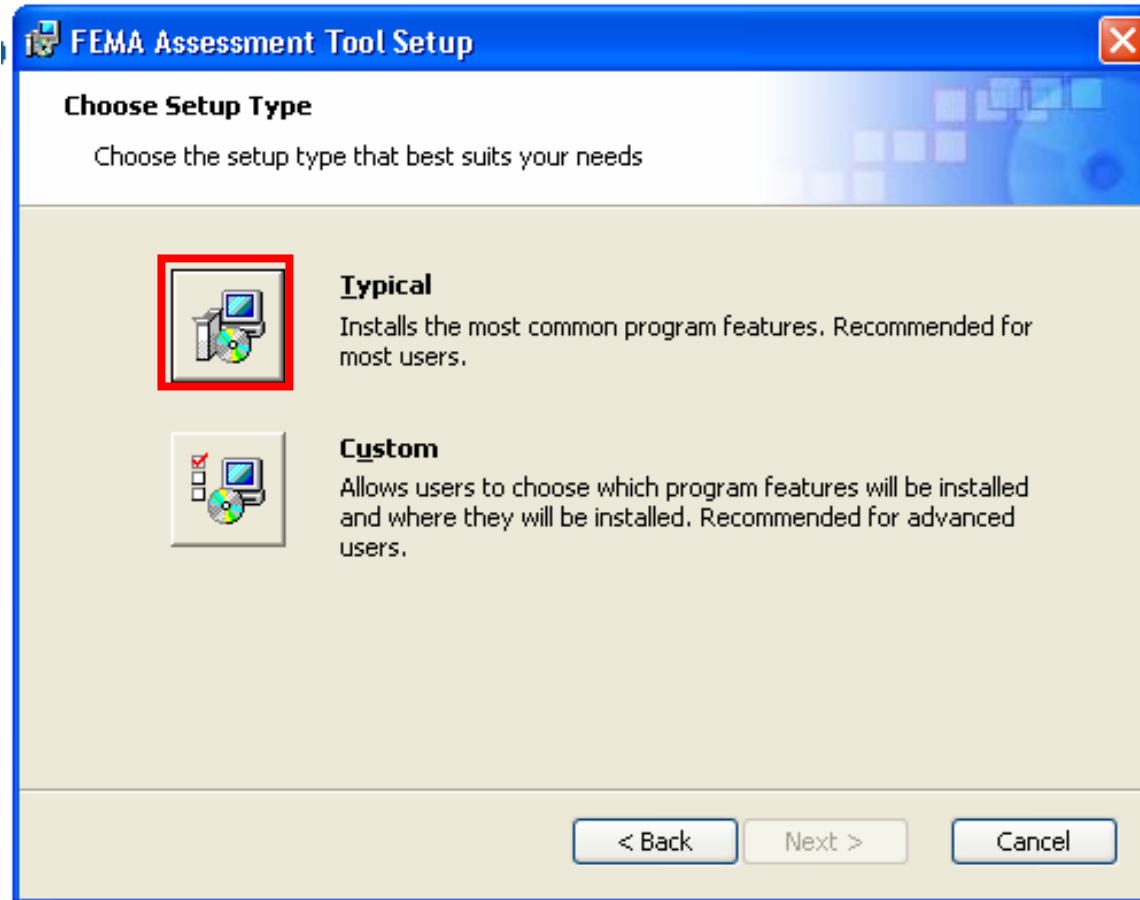 FEMA Assessment Tool Setup
Choose Setup Type
Choose the setup type that best suits your needs
Typical
Installs the most common program features. Recommended for
most users.
Custom
Allows users to choose which program features will be installed
and where they will be installed. Recommended for advanced
users.
< Back
Next >
Cancel